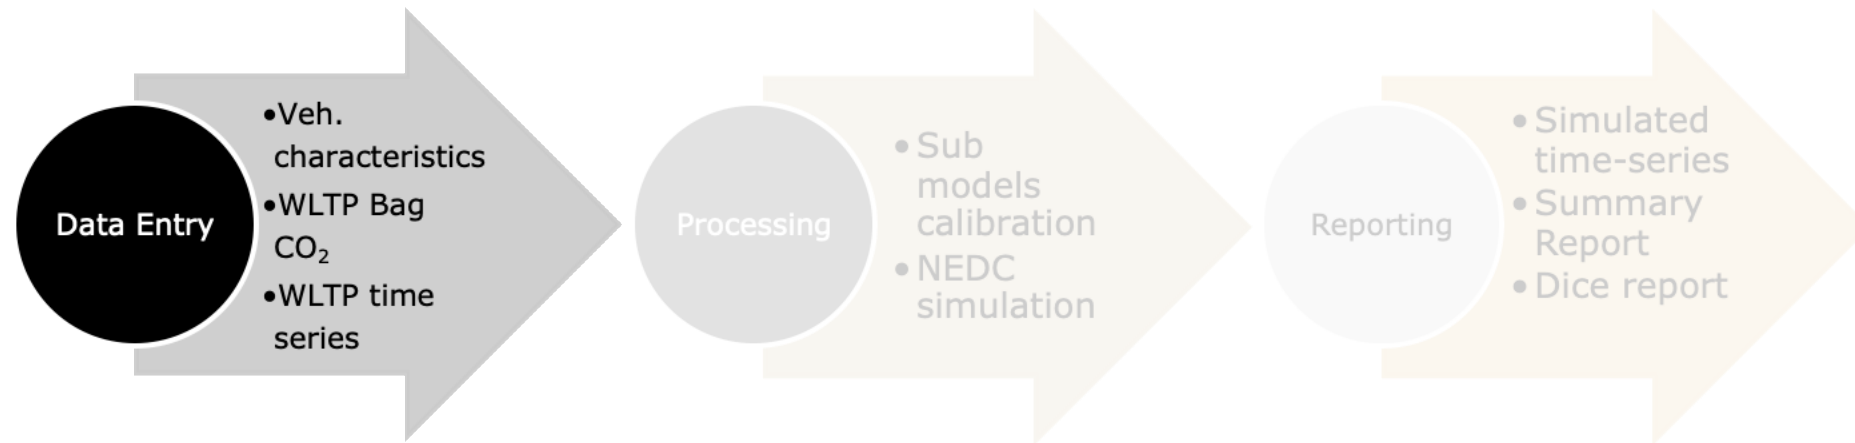 Data Entry
•Veh.
characteristics
•WLTP Bag
CO₂
•WLTP time
series
Processing
•Sub
models
calibration
•NEDC
simulation
Reporting
•Simulated
time-series
•Summary
Report
•Dice report